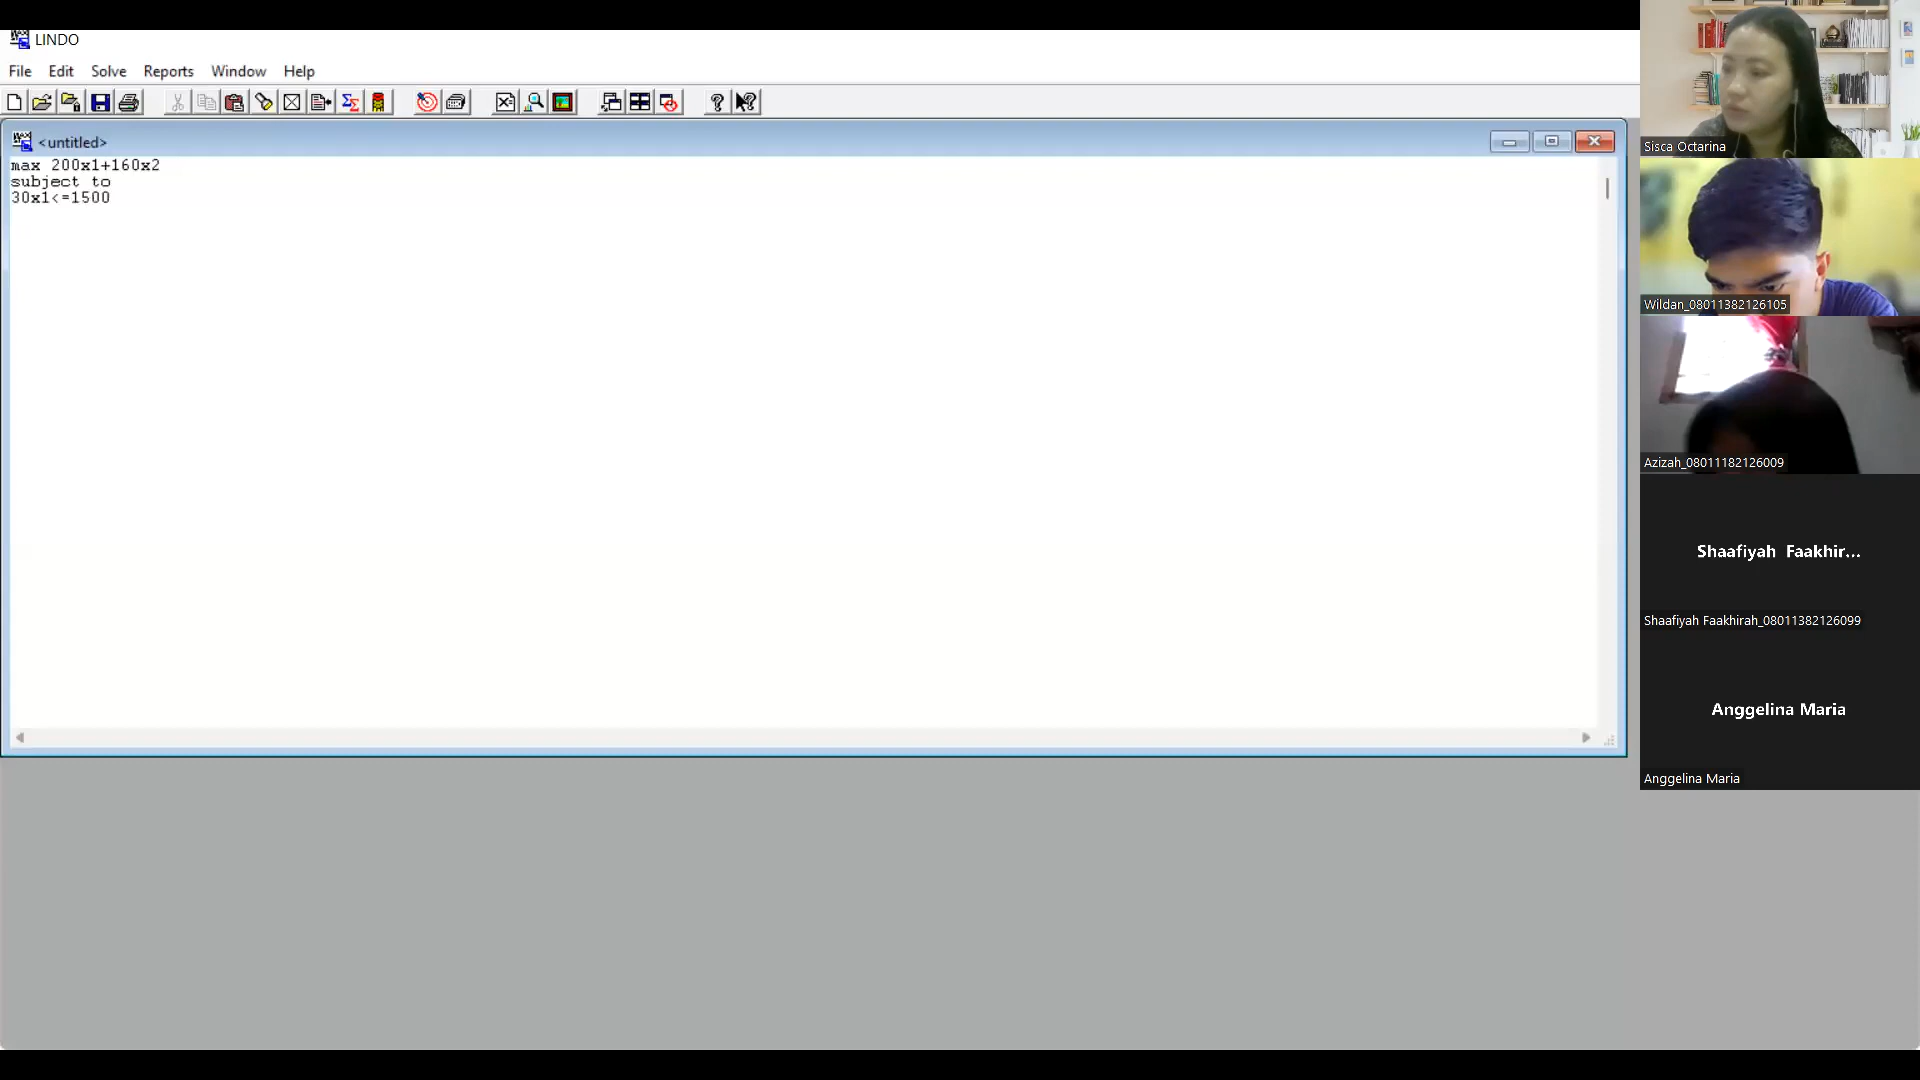 LINDO
File Edit Solve Reports Window Help
<untitled>
max 200x1+160x2
subject to
30x1<=1500
Sisca Octarina
Wildan_08011382126105
Azizah_08011182126009
Shaafiyah Faakhir...
Shaafiyah Faakhirah_08011382126099
Anggelina Maria
Anggelina Maria